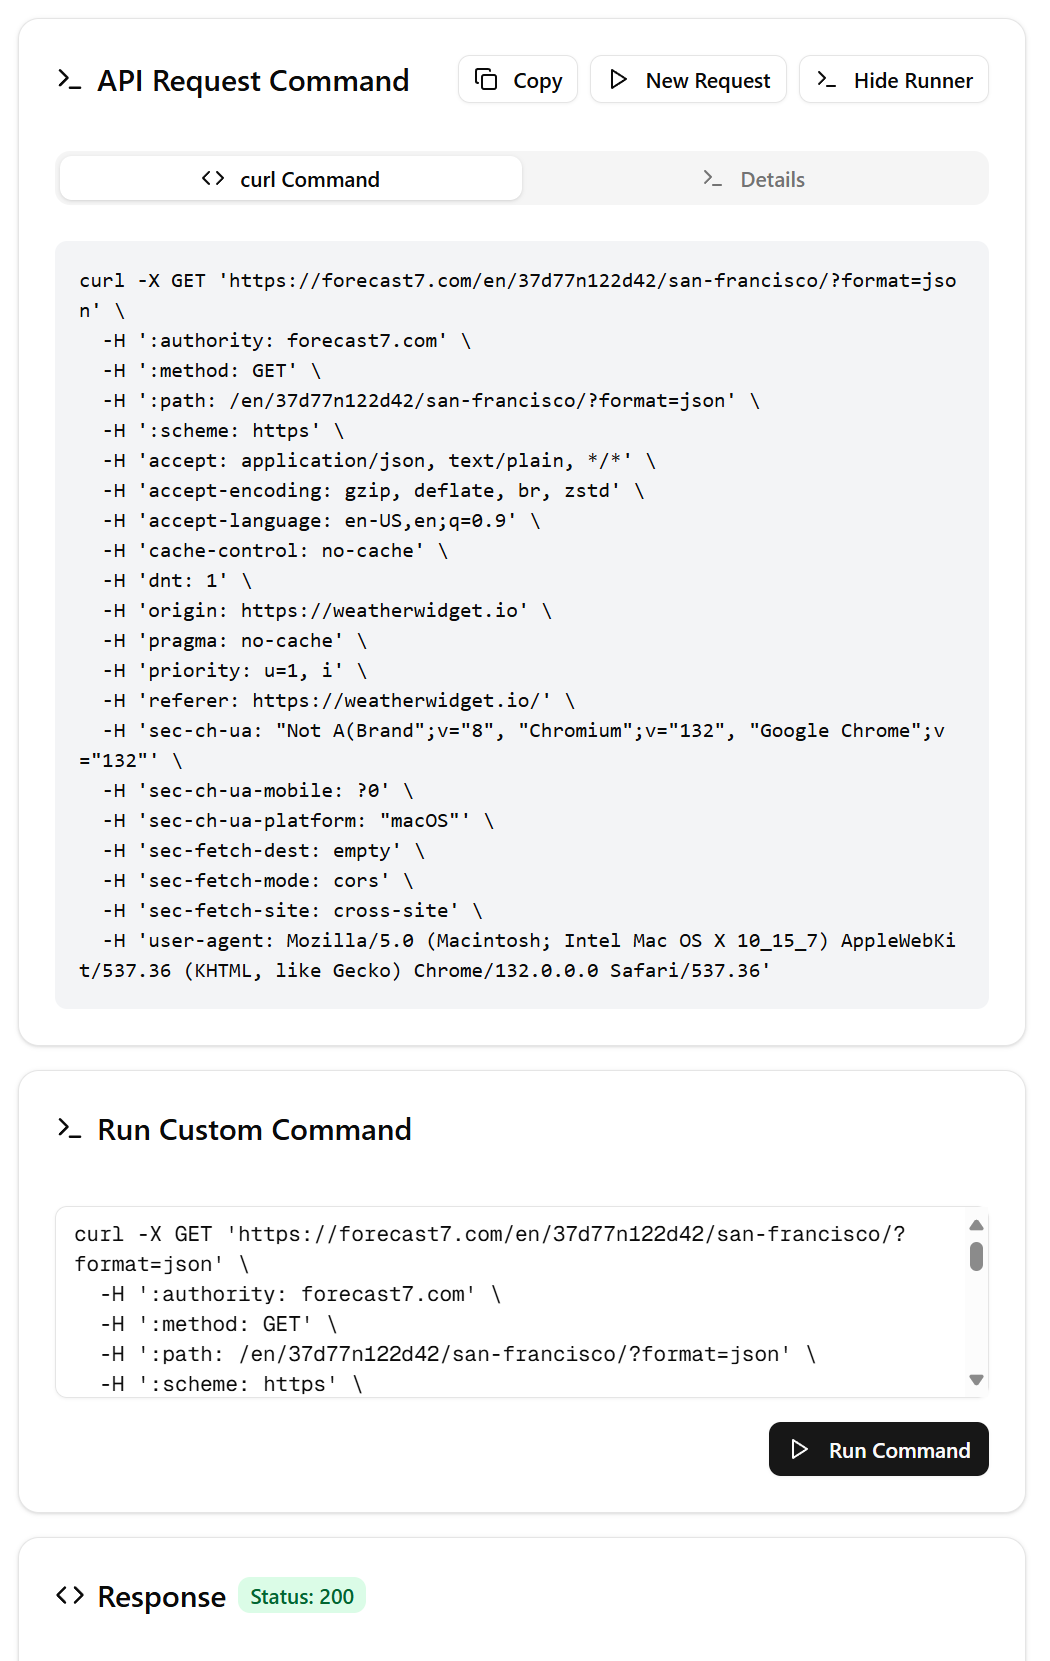 API Request Command
Copy
New Request
Hide Runner
curl Command
Details
curl -X GET 'https://forecast7.com/en/37d77n122d42/san-francisco/?format=jso
n' \
-H ':authority: forecast7.com' \
-H ':method: GET' \
-H ':path: /en/37d77n122d42/san-francisco/?format=json' \
-H ':scheme: https' \
-H 'accept: application/json, text/plain, */*' \
-H 'accept-encoding: gzip, deflate, br, zstd' \
-H 'accept-language: en-US,en;q=0.9' \
-H 'cache-control: no-cache' \
-H 'dnt: 1' \
-H 'origin: https://weatherwidget.io' \
-H 'pragma: no-cache' \
-H 'priority: u=1, i' \
-H 'referer: https://weatherwidget.io/' \
-H 'sec-ch-ua: "Not A(Brand";v="8", "Chromium";v="132", "Google Chrome";v
="132"' \
-H 'sec-ch-ua-mobile: ?0' \
-H 'sec-ch-ua-platform: "macOS"' \
-H 'sec-fetch-dest: empty' \
-H 'sec-fetch-mode: cors' \
-H 'sec-fetch-site: cross-site' \
-H 'user-agent: Mozilla/5.0 (Macintosh; Intel Mac OS X 10_15_7) AppleWebKi
t/537.36 (KHTML, like Gecko) Chrome/132.0.0.0 Safari/537.36'
Run Custom Command
curl -X GET 'https://forecast7.com/en/37d77n122d42/san-francisco/?
format=json' \
-H ':authority: forecast7.com' \
-H ':method: GET' \
-H ':path: /en/37d77n122d42/san-francisco/?format=json' \
-H ':scheme: https' \
Run Command
Response
Status: 200